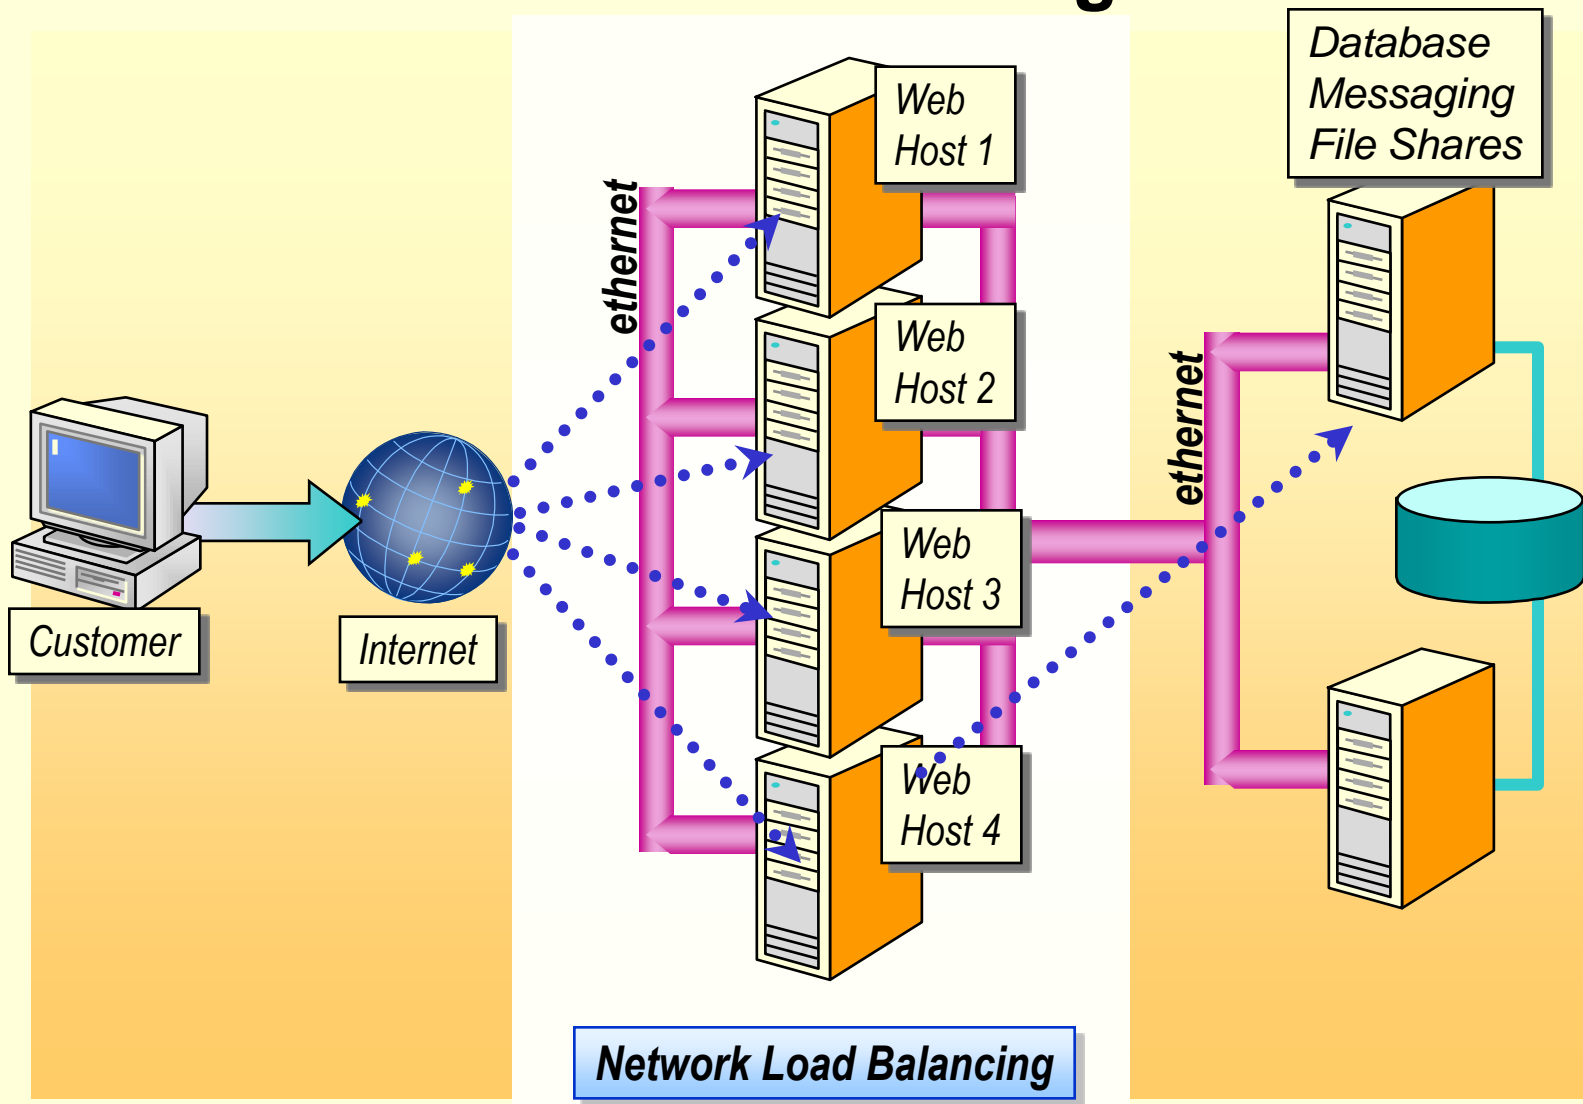 Database
Messaging
File Shares
Web
Host 1
ethernet
Web
Host 2
ethernet
Web
Host 3
Customer
Internet
Web
Host 4
Network Load Balancing